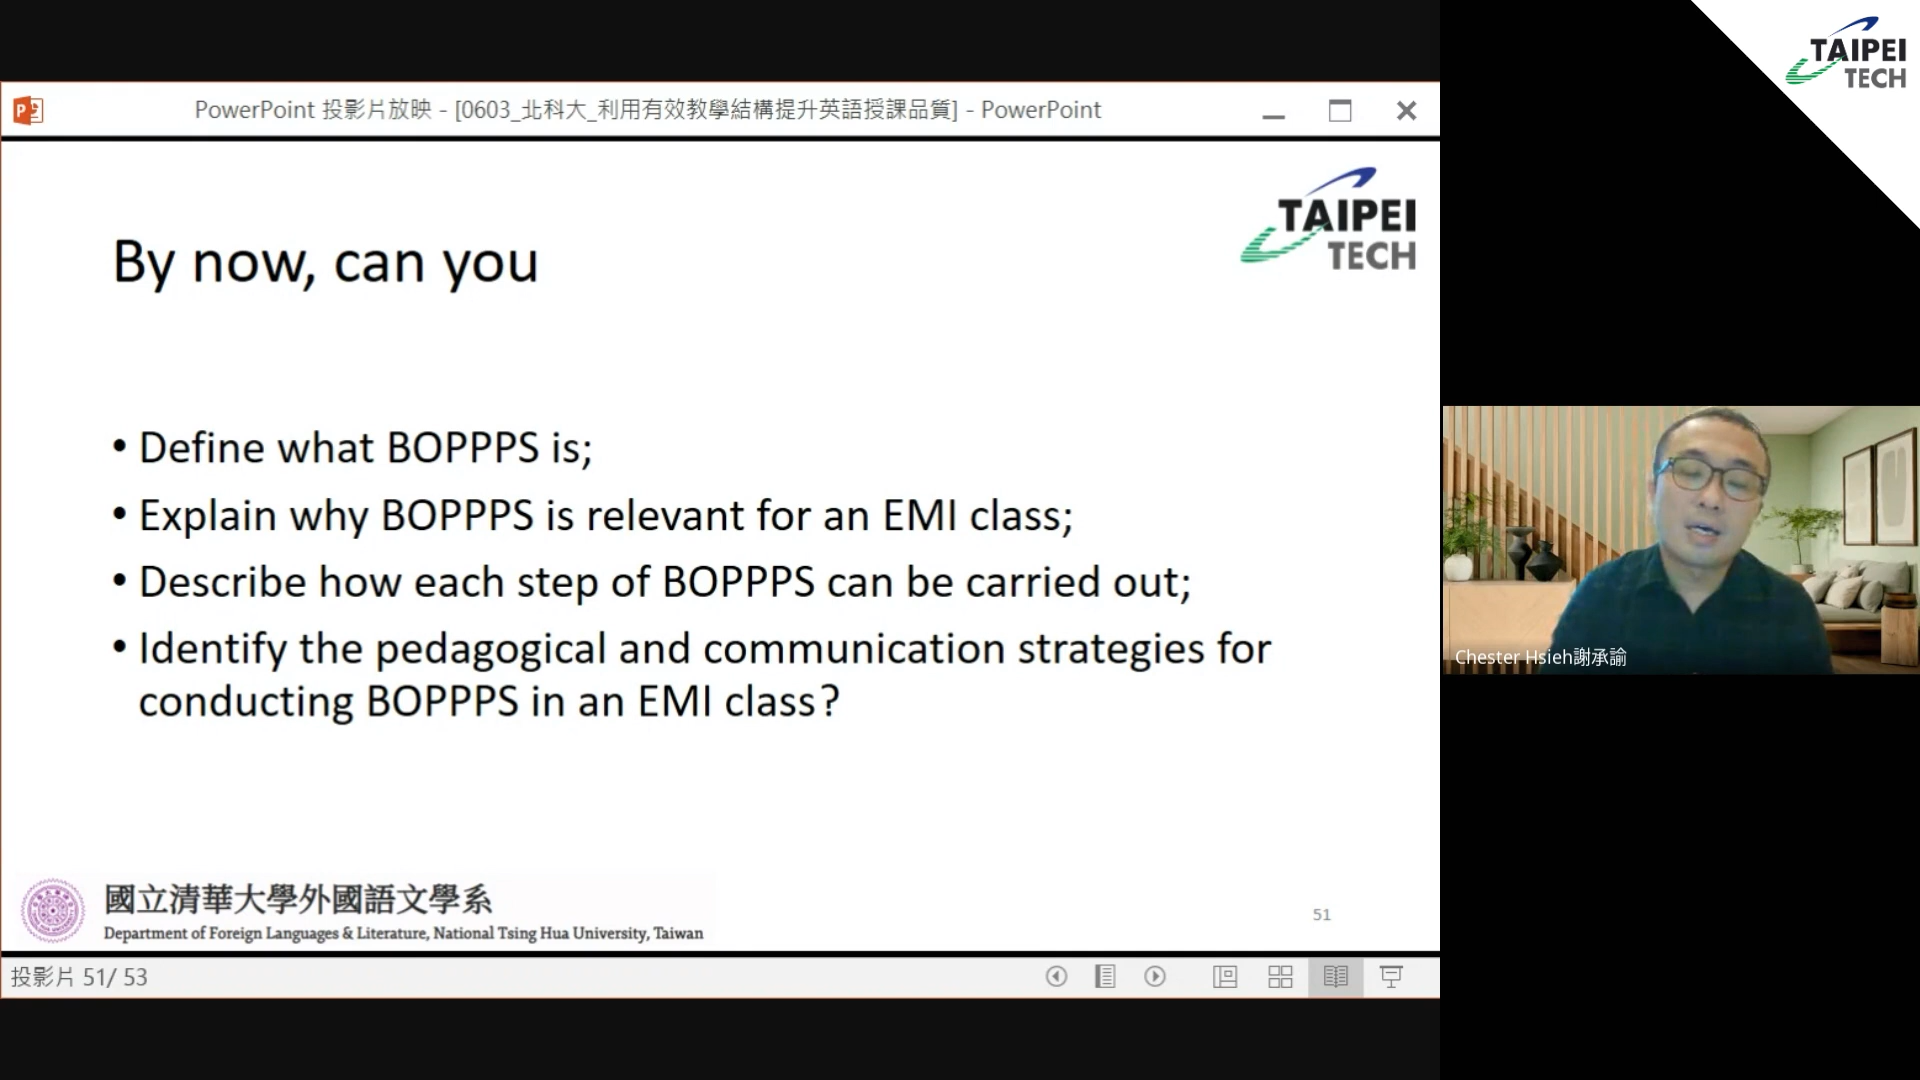 TAIPEI
TECH
PowerPoint 投影片放映 - [0603_北科大_利用有效教學結構提升英語授課品質] - PowerPoint
TAIPEI
TECH
By now, can you
• Define what BOPPPS is;
• Explain why BOPPPS is relevant for an EMI class;
• Describe how each step of BOPPPS can be carried out;
• Identify the pedagogical and communication strategies for
conducting BOPPPS in an EMI class?
Chester Hsieh謝承諭
國立清華大學外國語文學系
Department of Foreign Languages & Literature, National Tsing Hua University, Taiwan
51
投影片 51/ 53